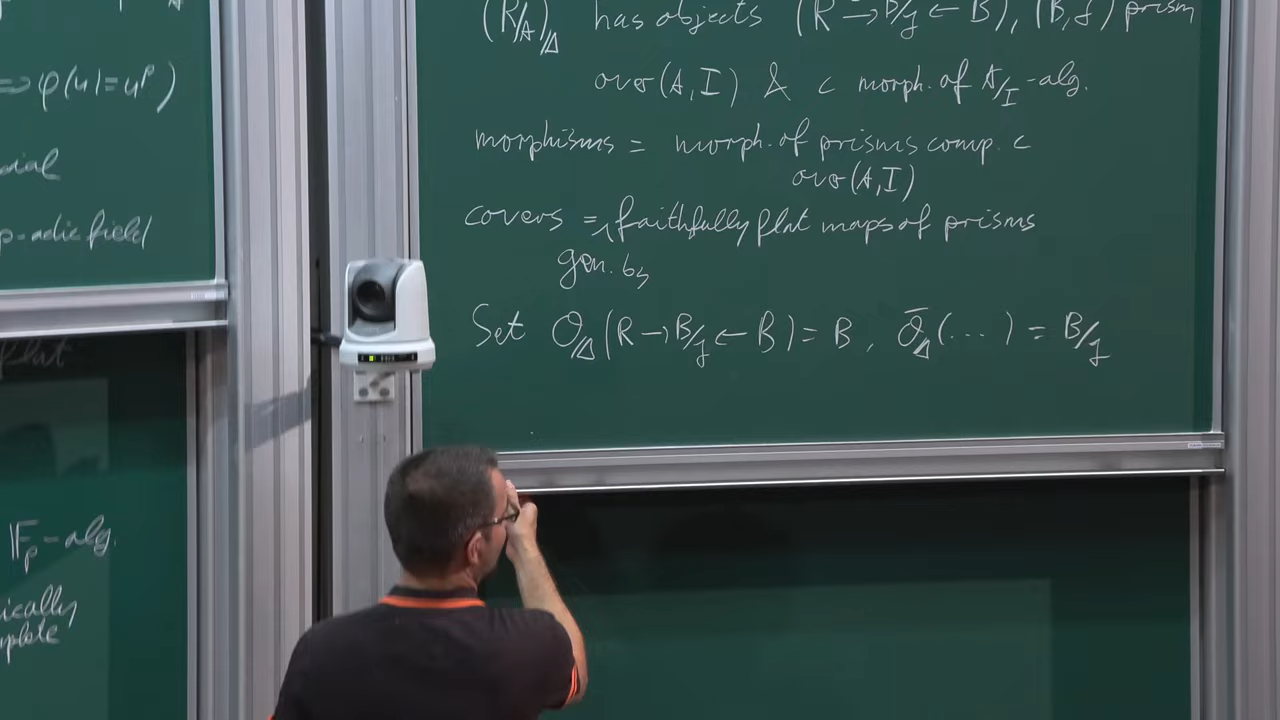 ⇒ φ(u)=u^p)
p-adic field
flat
𝔽_p-alg.
(R/A)_Δ has objects (R → B/J ← B), (B,J) prism
over (A,I) & c morph. of A/I-alg.
morphisms = morph. of prisms comp. c
over (A,I)
covers = faithfully flat maps of prisms
gen. by
Set O_Δ(R → B/J ← B) = B, Ō_Δ(...) = B/J